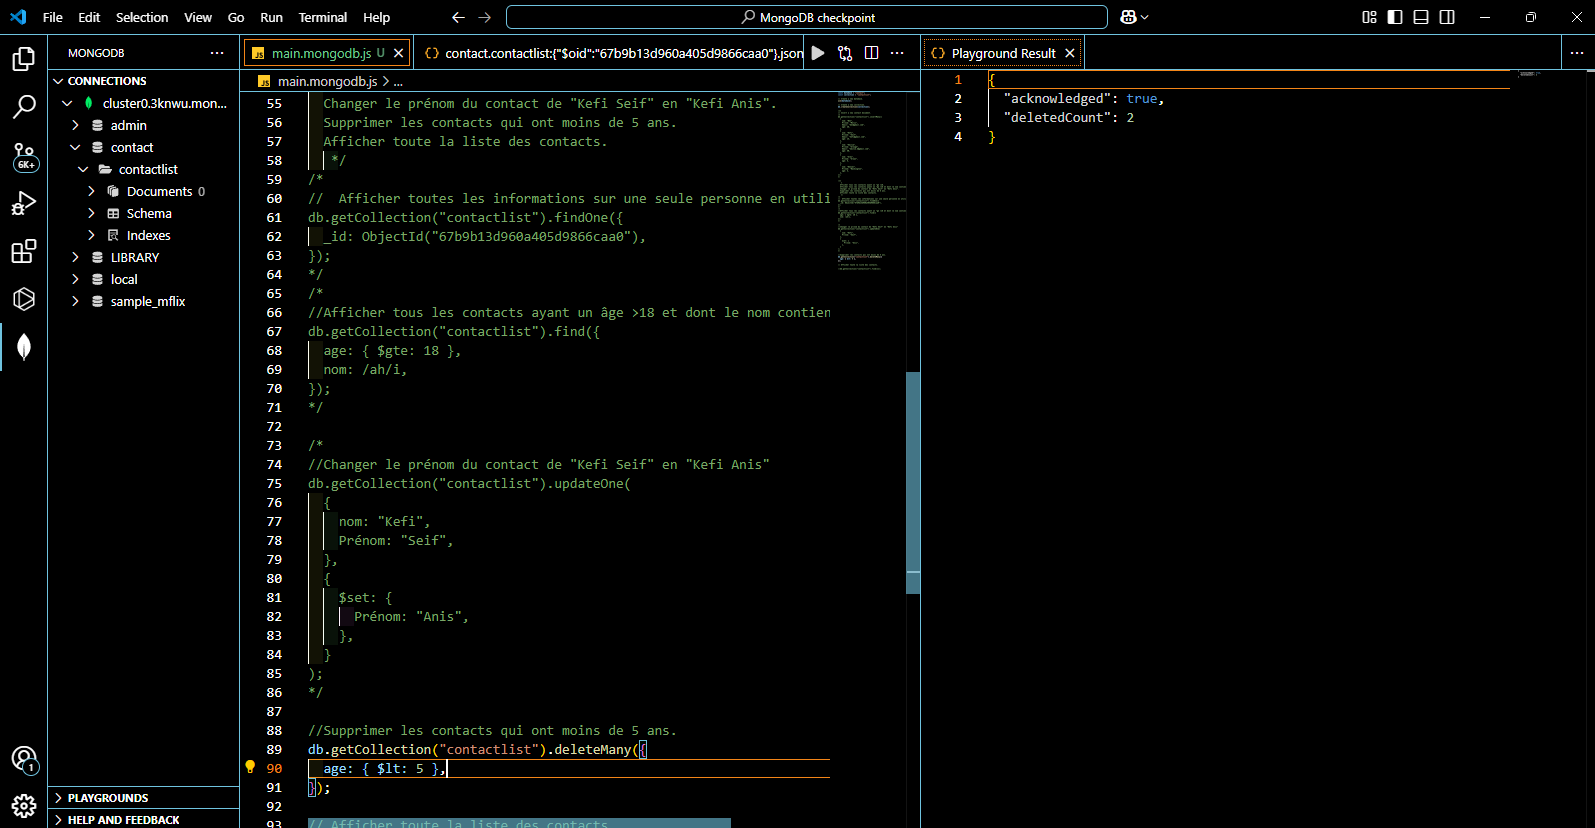 File Edit Selection View Go Run Terminal Help
MongoDB checkpoint
MONGODB
CONNECTIONS
cluster0.3knwu.mon...
admin
contact
contactlist
Documents 0
Schema
Indexes
LIBRARY
local
sample_mflix
PLAYGROUNDS
HELP AND FEEDBACK
6K+
1
JS main.mongodb.js U
{} contact.contactlist:{"$oid":"67b9b13d960a405d9866caa0"}.json
JS main.mongodb.js > ...
55 Changer le prénom du contact de "Kefi Seif" en "Kefi Anis".
56 Supprimer les contacts qui ont moins de 5 ans.
57 Afficher toute la liste des contacts.
58 */
59 /*
60 //  Afficher toutes les informations sur une seule personne en utili
61 db.getCollection("contactlist").findOne({
62 _id: ObjectId("67b9b13d960a405d9866caa0"),
63 });
64 */
65 /*
66 //Afficher tous les contacts ayant un âge >18 et dont le nom contien
67 db.getCollection("contactlist").find({
68 age: { $gte: 18 },
69 nom: /ah/i,
70 });
71 */
72
73 /*
74 //Changer le prénom du contact de "Kefi Seif" en "Kefi Anis"
75 db.getCollection("contactlist").updateOne(
76 {
77 nom: "Kefi",
78 Prénom: "Seif",
79 },
80 {
81 $set: {
82 Prénom: "Anis",
83 },
84 }
85 );
86 */
87
88 //Supprimer les contacts qui ont moins de 5 ans.
89 db.getCollection("contactlist").deleteMany({
90 age: { $lt: 5 },
91 });
92
93 // Afficher toute la liste des contacts
{} Playground Result
1 {
2 "acknowledged": true,
3 "deletedCount": 2
4 }